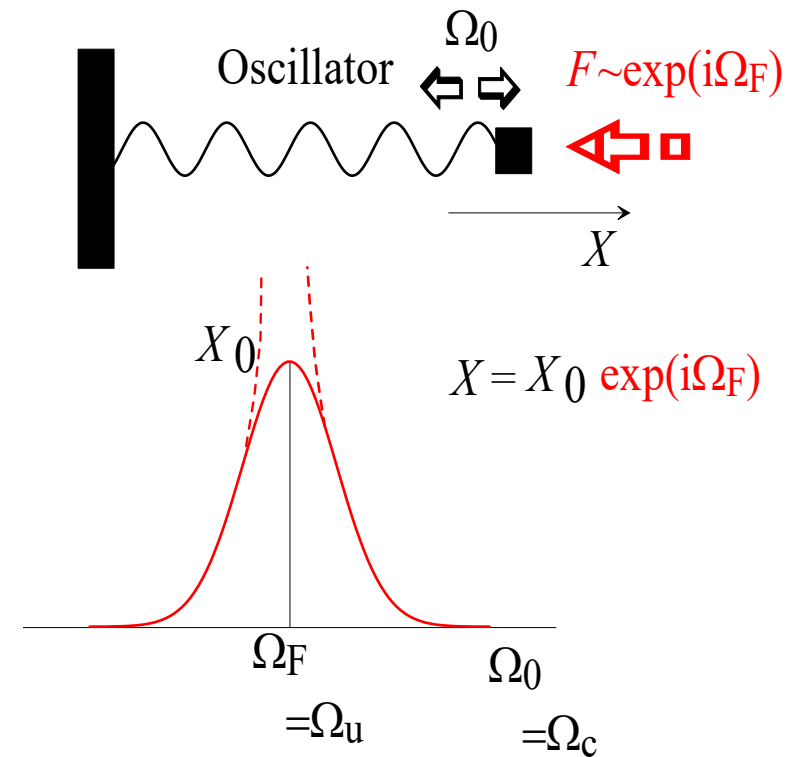 Ω0
Oscillator
F~exp(iΩF)
X
X0
X = X0 exp(iΩF)
ΩF
Ω0
=Ωu
=Ωc